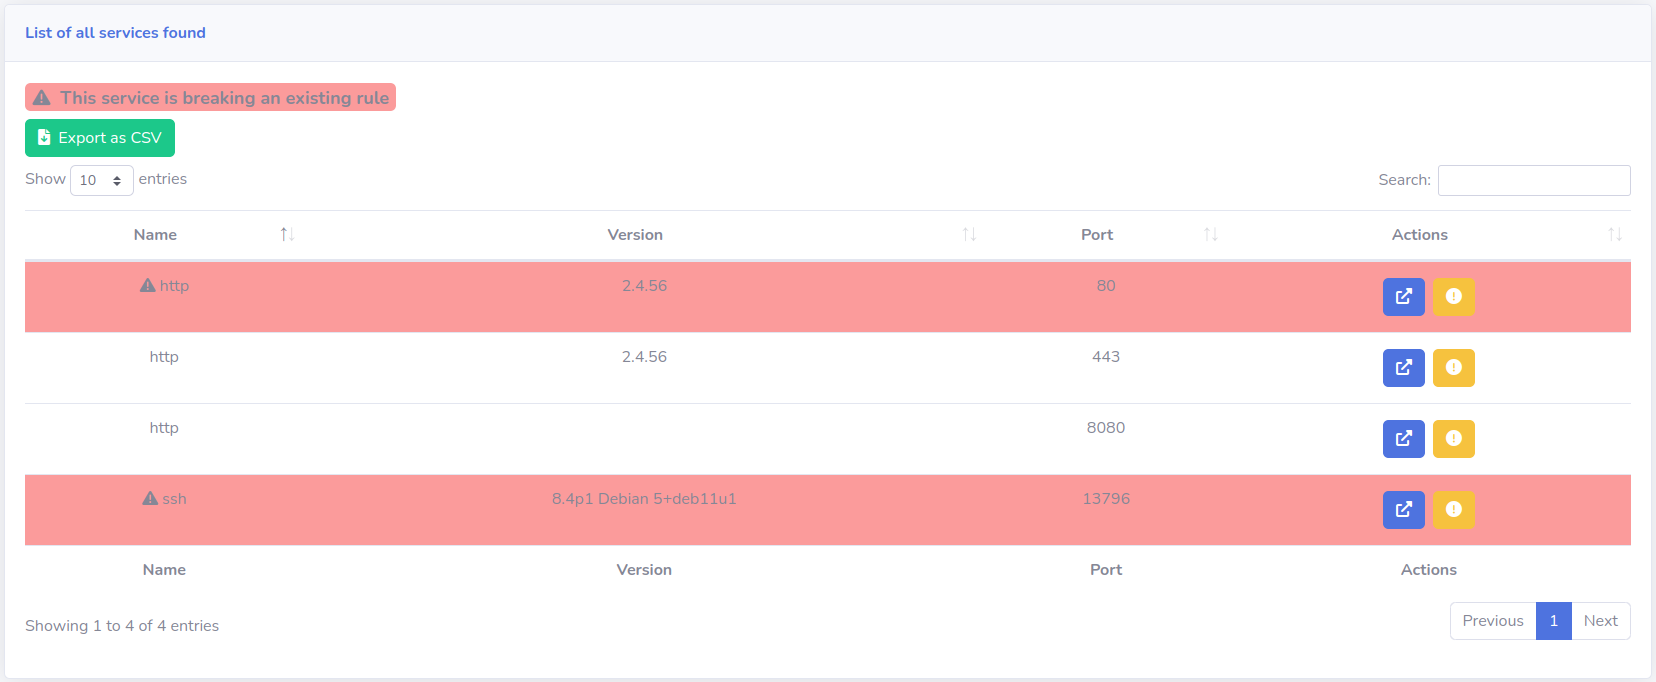 List of all services found
This service is breaking an existing rule
Export as CSV
Show 10 entries
Search:
Name Version Port Actions
http 2.4.56 80
http 2.4.56 443
http 8080
ssh 8.4p1 Debian 5+deb11u1 13796
Name Version Port Actions
Showing 1 to 4 of 4 entries
Previous 1 Next